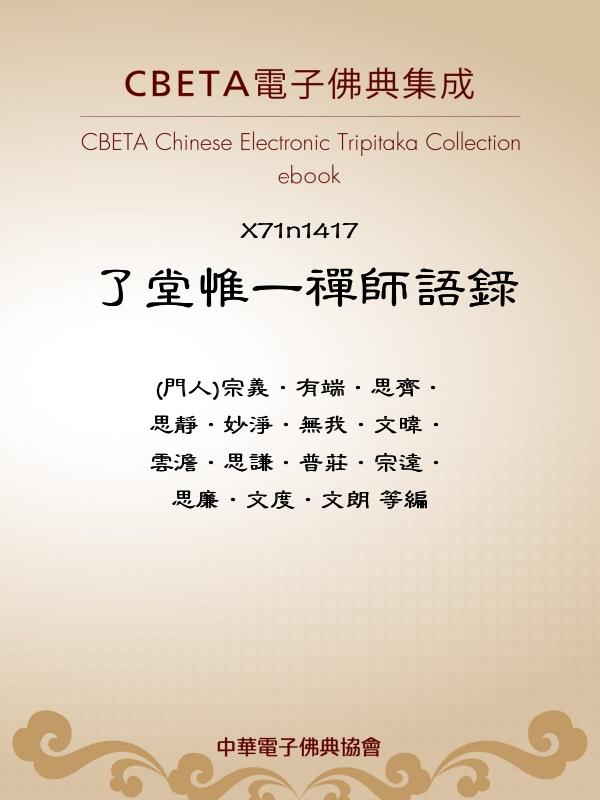 CBETA電子佛典集成
CBETA Chinese Electronic Tripitaka Collection
ebook
X71n1417
了堂惟一禪師語錄
(門人)宗義．有端．思齊．
思靜．妙淨．無我．文暐．
雲澹．思謙．普莊．宗遠．
思廉．文度．文朗 等編
中華電子佛典協會